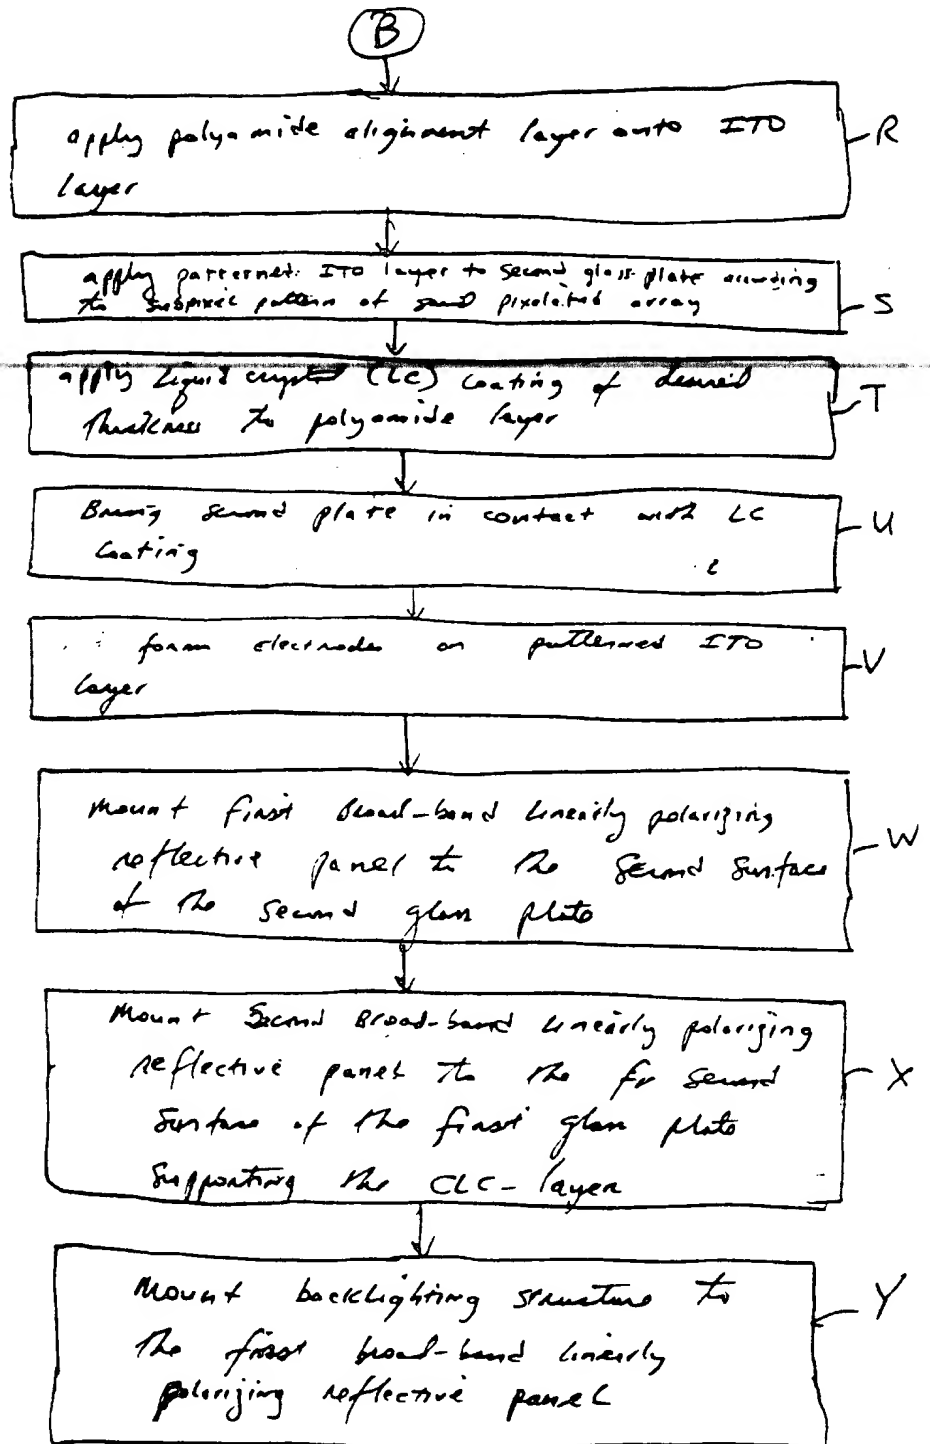 B
apply polyamide alignment layer onto ITO
layer
R
apply patterned ITO layer to second glass plate according
to subpixel pattern of said pixelated array
S
apply Liquid crystal (LC) coating of desired
thickness to polyamide layer
T
Bring second plate in contact with LC
Coating
U
form electrodes on patterned ITO
layer
V
Mount first Broad-band linearly polarizing
reflective panel to the second surface
of the second glass plate
W
Mount Second Broad-band linearly polarizing
reflective panel to the fr second
surface of the first glass plate
supporting the CLC-layer
X
Mount backlighting structure to
the first broad-band linearly
polarizing reflective panel
Y